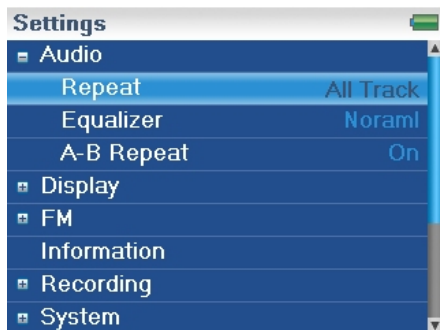 Settings
Audio
Repeat All Track
Equalizer Noraml
A-B Repeat On
Display
FM
Information
Recording
System